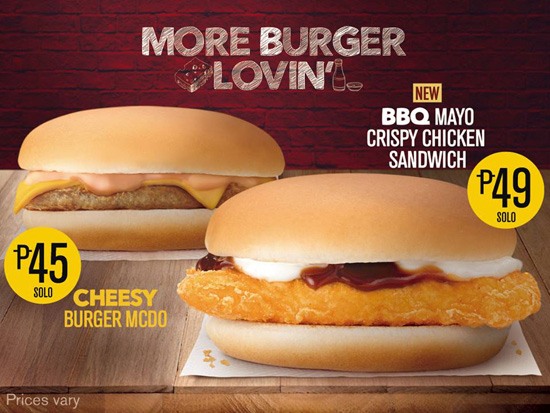 MORE BURGER
LOVIN'
NEW
BBQ MAYO
CRISPY CHICKEN
SANDWICH
₱49
SOLO
₱45
SOLO
CHEESY
BURGER MCDO
Prices vary